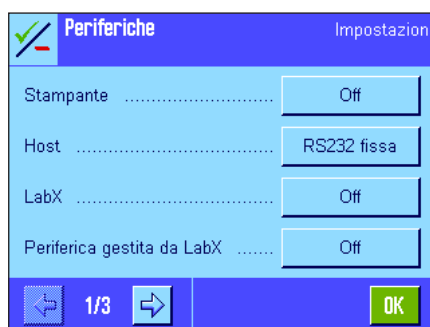 Periferiche Impostazion
Stampante ........................... Off
Host ................................... RS232 fissa
LabX ................................... Off
Periferica gestita da LabX ....... Off
1/3 OK